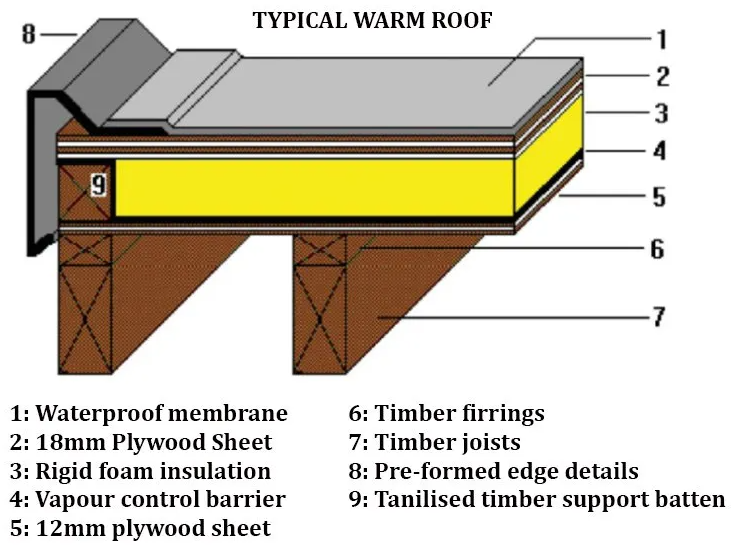 TYPICAL WARM ROOF
8
1
2
3
4
9
5
6
7
1: Waterproof membrane
2: 18mm Plywood Sheet
3: Rigid foam insulation
4: Vapour control barrier
5: 12mm plywood sheet
6: Timber firrings
7: Timber joists
8: Pre-formed edge details
9: Tanilised timber support batten